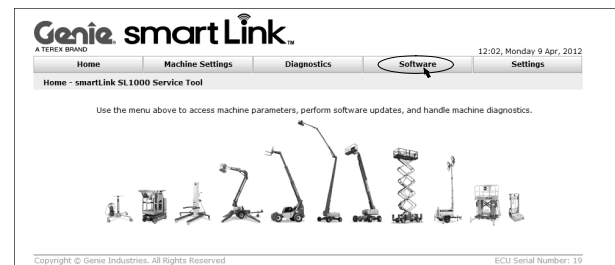 Genie. smartLink™
A TEREX BRAND
12:02, Monday 9 Apr, 2012
Home Machine Settings Diagnostics Software Settings
Home - smartLink SL1000 Service Tool
Use the menu above to access machine parameters, perform software updates, and handle machine diagnostics.
Copyright © Genie Industries. All Rights Reserved ECU Serial Number: 19